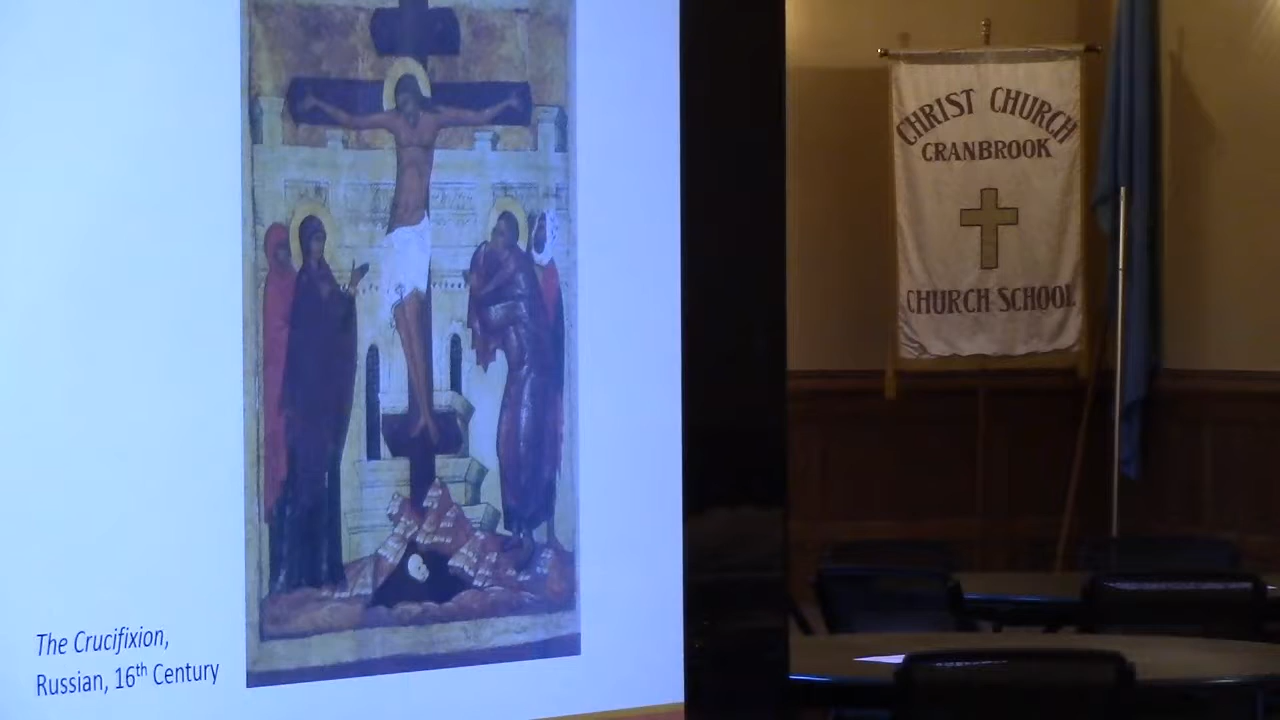 The Crucifixion,
Russian, 16th Century
CHRIST CHURCH
CRANBROOK
CHURCH SCHOOL